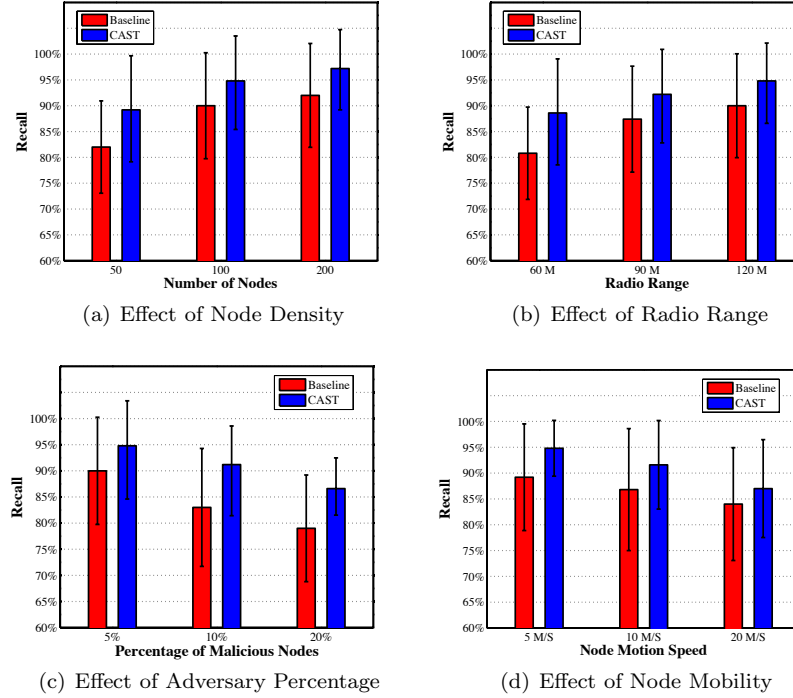 Baseline
CAST
100%
95%
90%
85%
80%
75%
70%
65%
60%
Recall
50
100
200
Number of Nodes
(a) Effect of Node Density
Baseline
CAST
100%
95%
90%
85%
80%
75%
70%
65%
60%
Recall
60 M
90 M
120 M
Radio Range
(b) Effect of Radio Range
Baseline
CAST
100%
95%
90%
85%
80%
75%
70%
65%
60%
Recall
5%
10%
20%
Percentage of Malicious Nodes
(c) Effect of Adversary Percentage
Baseline
CAST
100%
95%
90%
85%
80%
75%
70%
65%
60%
Recall
5 M/S
10 M/S
20 M/S
Node Motion Speed
(d) Effect of Node Mobility